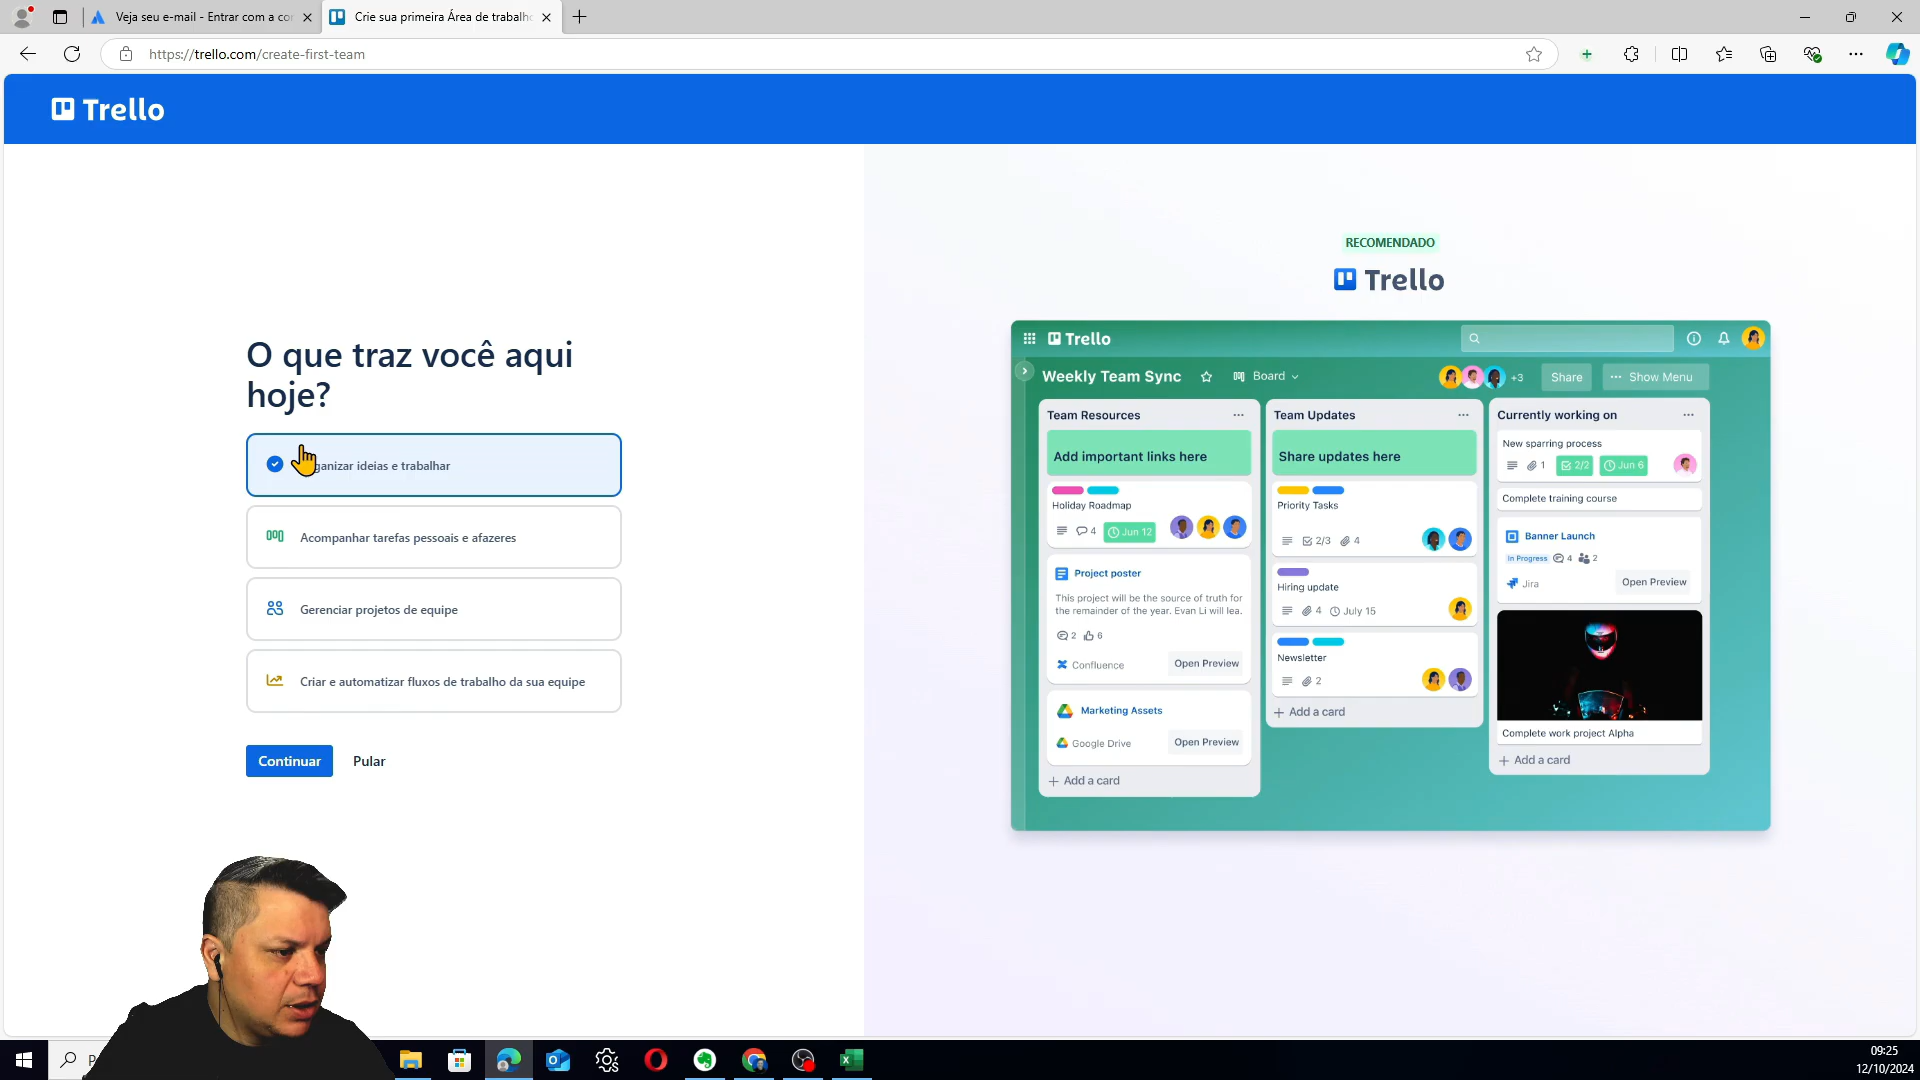 Veja seu e-mail - Entrar com a co
Crie sua primeira Área de trabalh
https://trello.com/create-first-team
Trello
O que traz você aqui
hoje?
ganizar ideias e trabalhar
Acompanhar tarefas pessoais e afazeres
Gerenciar projetos de equipe
Criar e automatizar fluxos de trabalho da sua equipe
Continuar
Pular
RECOMENDADO
Trello
Trello
Weekly Team Sync
Board
+3
Share
Show Menu
Team Resources
Add important links here
Holiday Roadmap
4
Jun 12
Project poster
This project will be the source of truth for
the remainder of the year. Evan Li will lea.
2
6
Confluence
Open Preview
Marketing Assets
Google Drive
Open Preview
+ Add a card
Team Updates
Share updates here
Priority Tasks
2/3
4
Hiring update
4
July 15
Newsletter
2
+ Add a card
Currently working on
New sparring process
1
2/2
Jun 6
Complete training course
Banner Launch
In Progress
4
2
Jira
Open Preview
Complete work project Alpha
+ Add a card
P
09:25
12/10/2024